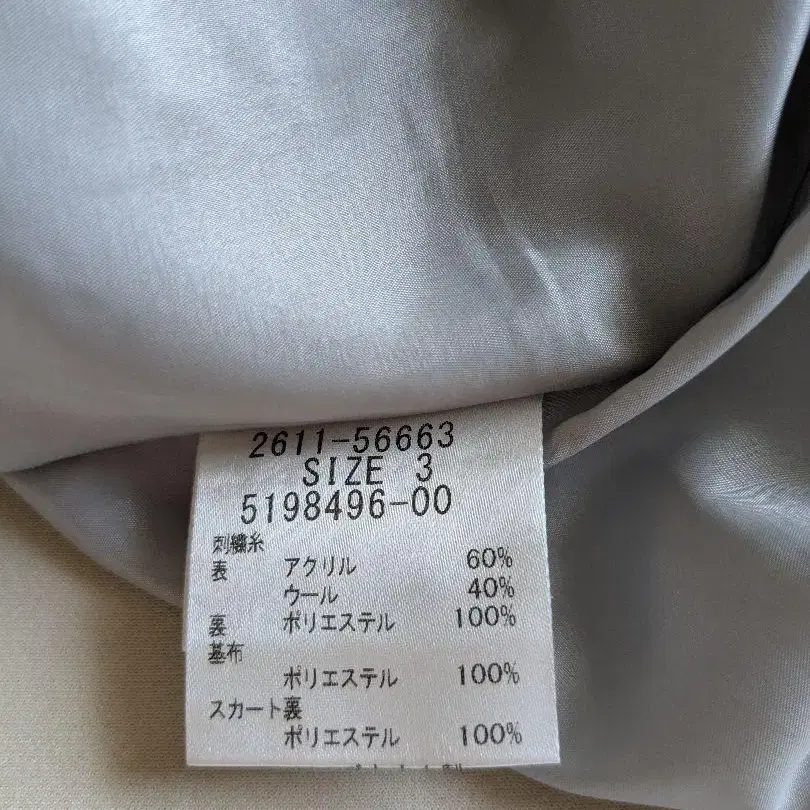 2611-56663
SIZE 3
5198496-00
刺繍糸
表 アクリル 60%
ウール 40%
裏 ポリエステル 100%
基布
ポリエステル 100%
スカート裏
ポリエステル 100%